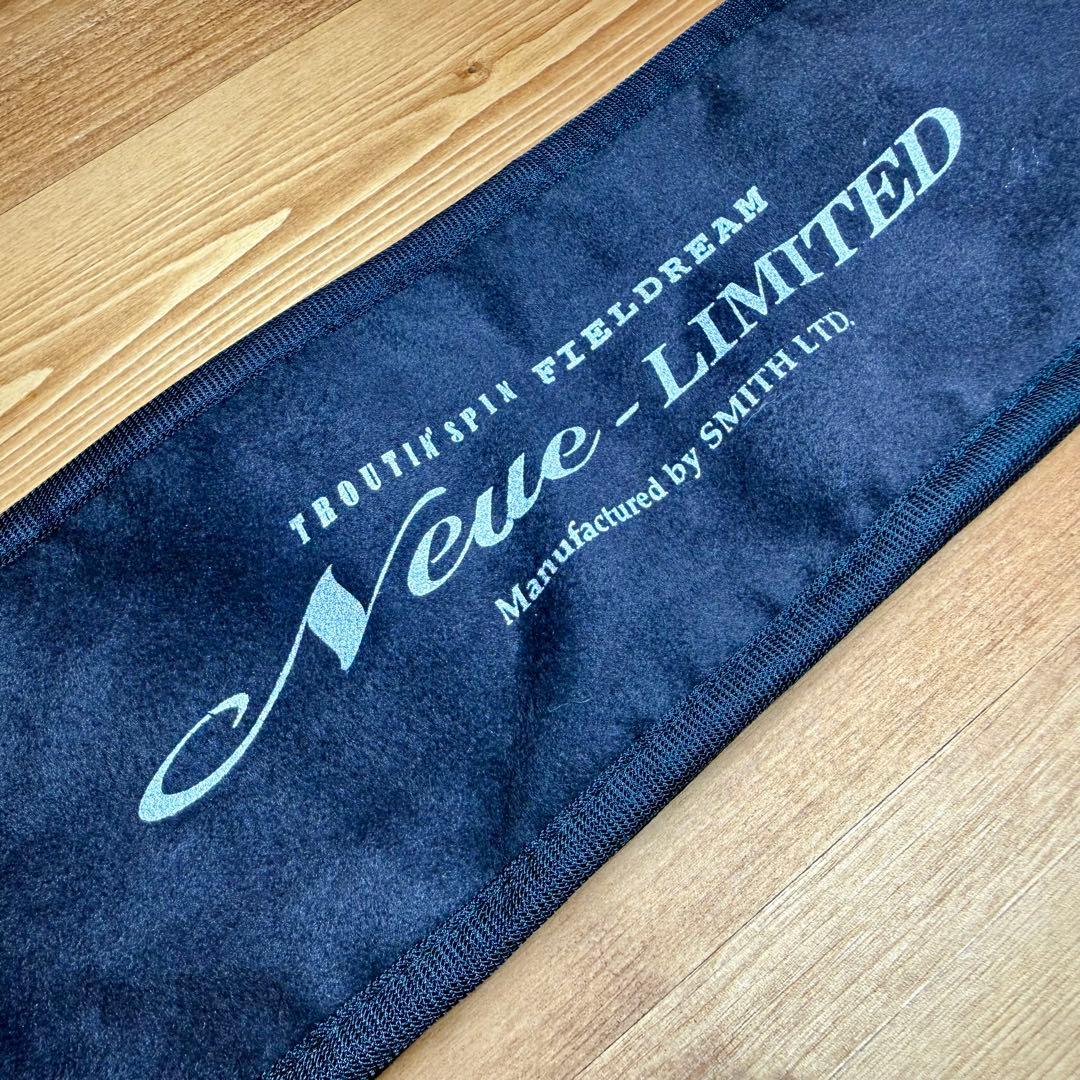 TROUTIN'SPIN FIELDREAM
Neue-LIMITED
Manufactured by SMITH LTD.